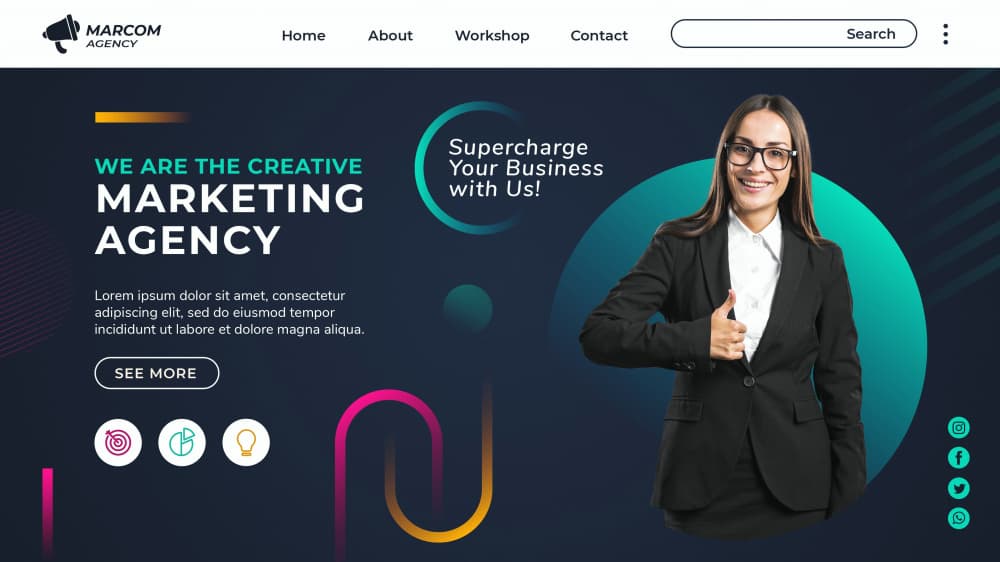 MARCOM
AGENCY
Home
About
Workshop
Contact
Search
WE ARE THE CREATIVE
MARKETING
AGENCY
Lorem ipsum dolor sit amet, consectetur
adipiscing elit, sed do eiusmod tempor
incididunt ut labore et dolore magna aliqua.
SEE MORE
Supercharge
Your Business
with Us!